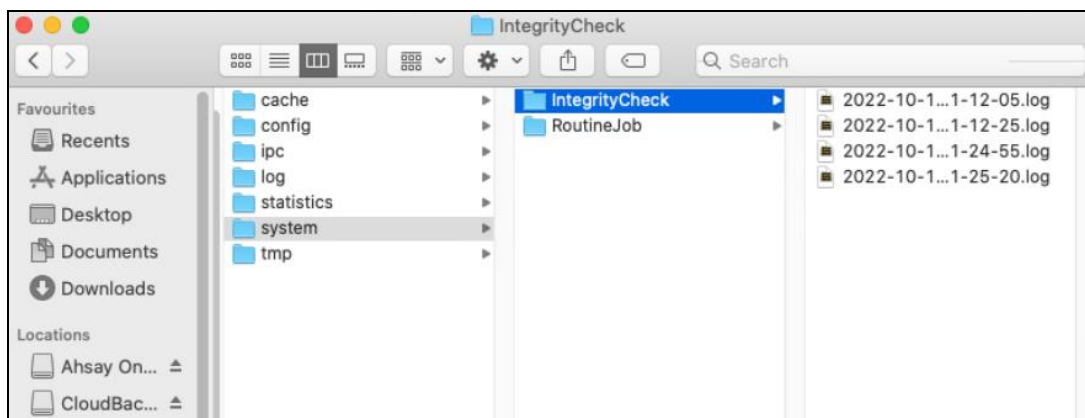 IntegrityCheck
Search
Favourites
Recents
Applications
Desktop
Documents
Downloads
Locations
Ahsay On...
CloudBac...
cache
config
ipc
log
statistics
system
tmp
IntegrityCheck
RoutineJob
2022-10-1...1-12-05.log
2022-10-1...1-12-25.log
2022-10-1...1-24-55.log
2022-10-1...1-25-20.log